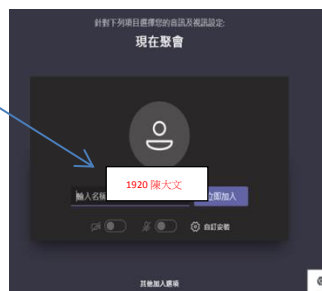 針對下列項目選擇您的音訊及視訊設定:
現在聚會
1920 陳大文
輸入名稱
立即加入
自訂安裝
其他加入選項